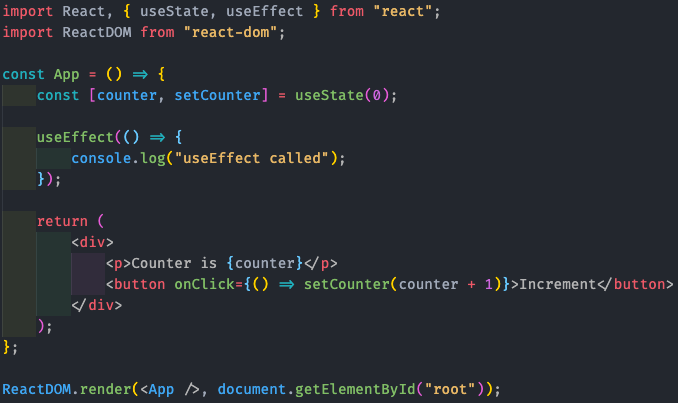 import React, { useState, useEffect } from "react";
import ReactDOM from "react-dom";

const App = () => {
    const [counter, setCounter] = useState(0);

    useEffect(() => {
        console.log("useEffect called");
    });

    return (
        <div>
            <p>Counter is {counter}</p>
            <button onClick={() => setCounter(counter + 1)}>Increment</button>
        </div>
    );
};

ReactDOM.render(<App />, document.getElementById("root"));